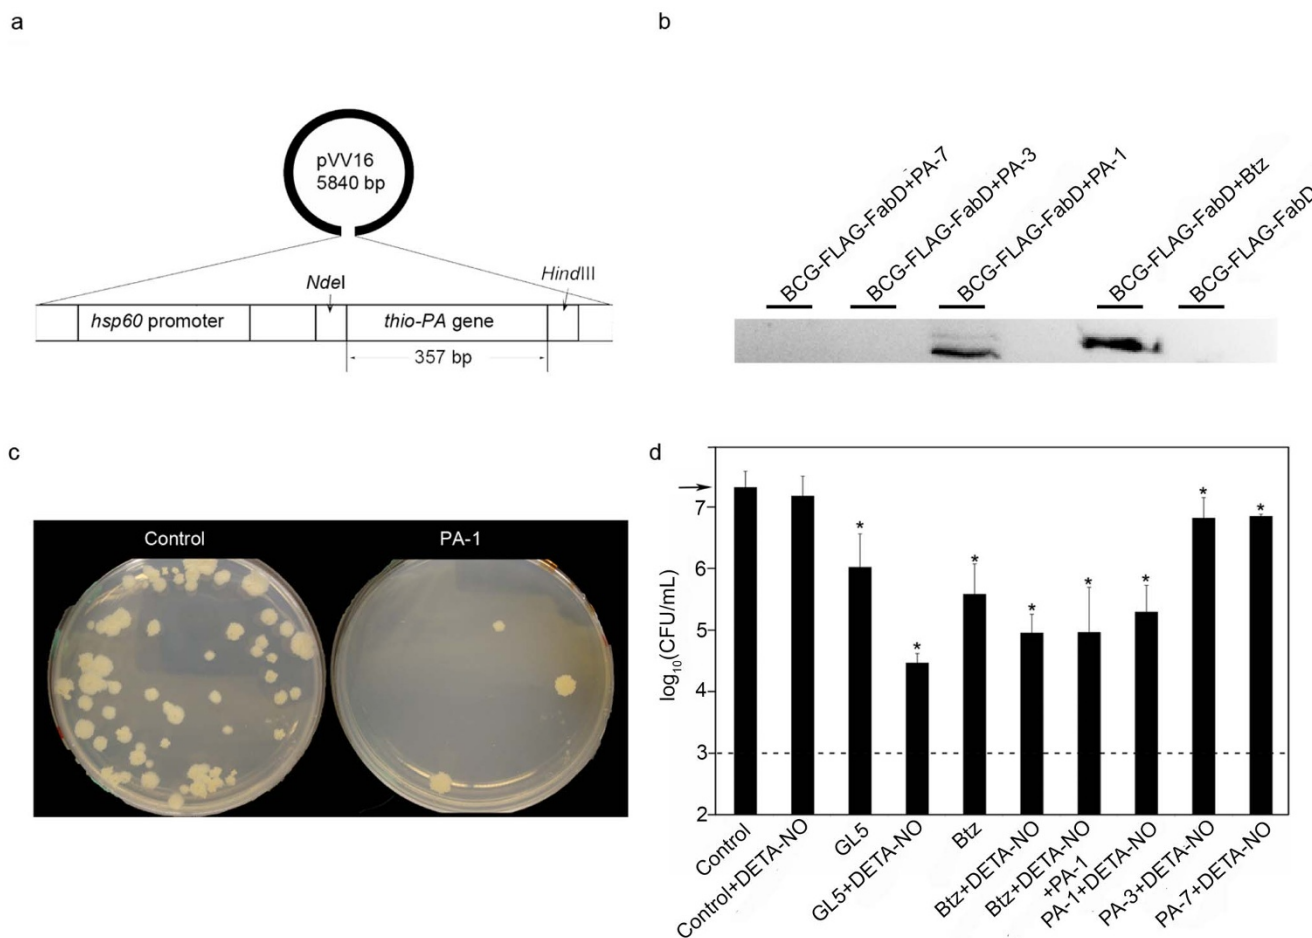 a
pVV16
5840 bp
NdeI
HindIII
hsp60 promoter
thio-PA gene
357 bp
b
BCG-FLAG-FabD+PA-7
BCG-FLAG-FabD+PA-3
BCG-FLAG-FabD+PA-1
BCG-FLAG-FabD+Btz
BCG-FLAG-FabD
c
Control
PA-1
d
log10(CFU/mL)
7
6
5
4
3
2
*
*
*
*
*
*
*
*
Control
Control+DETA-NO
GL5
GL5+DETA-NO
Btz
Btz+DETA-NO
Btz+DETA-NO
+PA-1
PA-1+DETA-NO
PA-3+DETA-NO
PA-7+DETA-NO